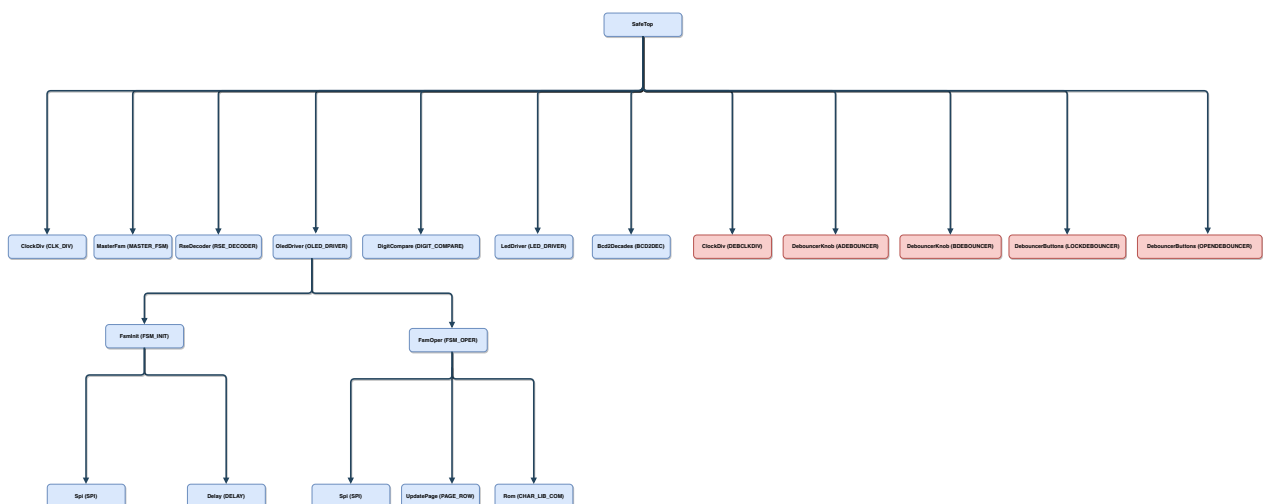 SafeTop
ClockDiv (CLK_DIV)
MasterFsm (MASTER_FSM)
RseDecoder (RSE_DECODER)
OledDriver (OLED_DRIVER)
DigitCompare (DIGIT_COMPARE)
LedDriver (LED_DRIVER)
Bcd2Decades (BCD2DEC)
ClockDiv (DEBCLKDIV)
DebouncerKnob (ADEBOUNCER)
DebouncerKnob (BDEBOUNCER)
DebouncerButtons (LOCKDEBOUNCER)
DebouncerButtons (OPENDEBOUNCER)
FsmInit (FSM_INIT)
FsmOper (FSM_OPER)
Spi (SPI)
Delay (DELAY)
Spi (SPI)
UpdatePage (PAGE_ROW)
Rom (CHAR_LIB_COM)